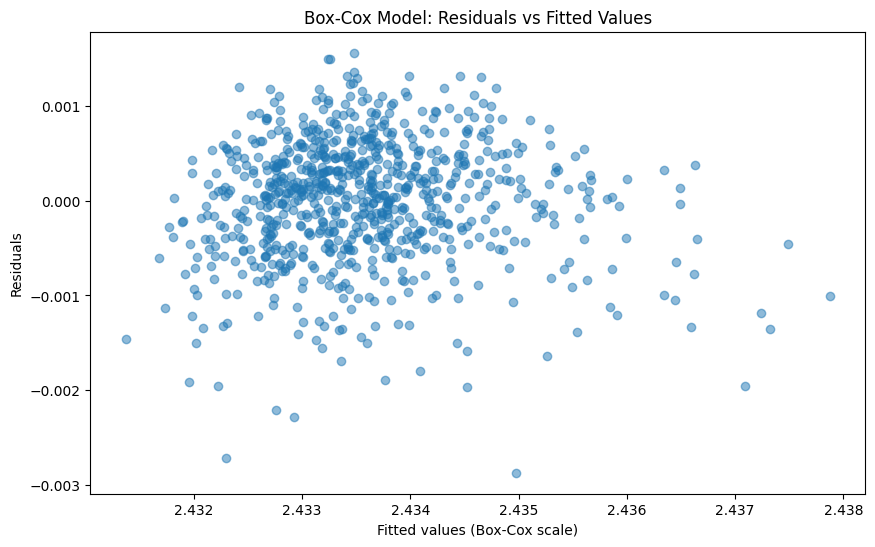 Box-Cox Model: Residuals vs Fitted Values
0.001
0.000
−0.001
−0.002
−0.003
Residuals
2.432 2.433 2.434 2.435 2.436 2.437 2.438
Fitted values (Box-Cox scale)